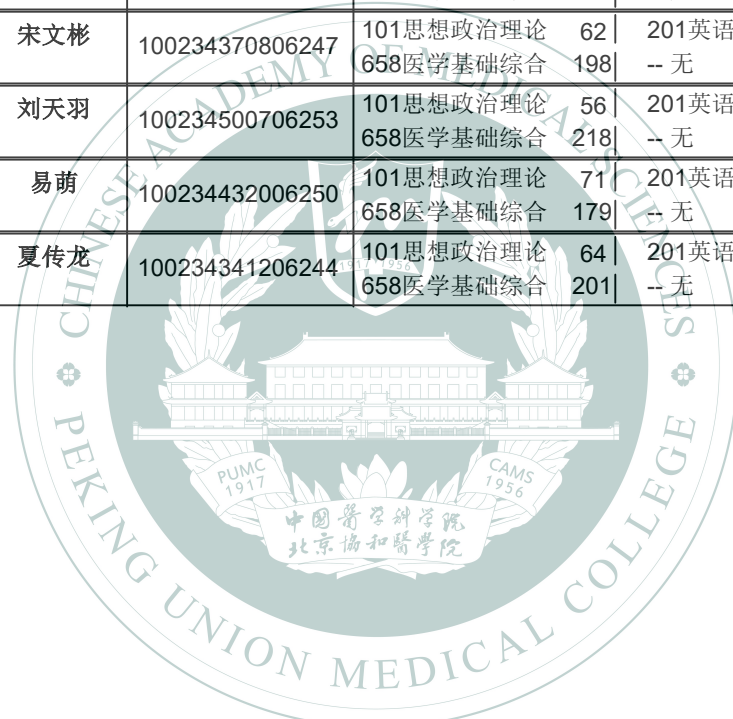 宋文彬 100234370806247 101思想政治理论 62 201英语
658医学基础综合 198 -- 无
刘天羽 100234500706253 101思想政治理论 56 201英语
658医学基础综合 218 -- 无
易萌 100234432006250 101思想政治理论 71 201英语
658医学基础综合 179 -- 无
夏传龙 100234341206244 101思想政治理论 64 201英语
658医学基础综合 201 -- 无
CHINESE ACADEMY OF MEDICAL SCIENCES
1917 1956
PUMC 1917
CAMS 1956
中国醫学科学院
北京協和醫學院
PEKING UNION MEDICAL COLLEGE